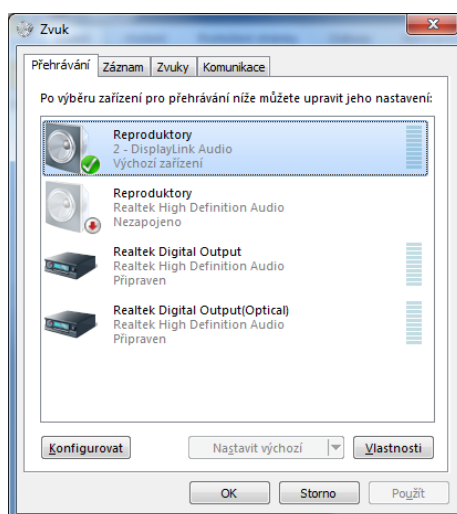 Zvuk
Přehrávání Záznam Zvuky Komunikace
Po výběru zařízení pro přehrávání níže můžete upravit jeho nastavení:
Reproduktory
2 - DisplayLink Audio
Výchozí zařízení
Reproduktory
Realtek High Definition Audio
Nezapojeno
Realtek Digital Output
Realtek High Definition Audio
Připraven
Realtek Digital Output(Optical)
Realtek High Definition Audio
Připraven
Konfigurovat Nastavit výchozí Vlastnosti
OK Storno Použít